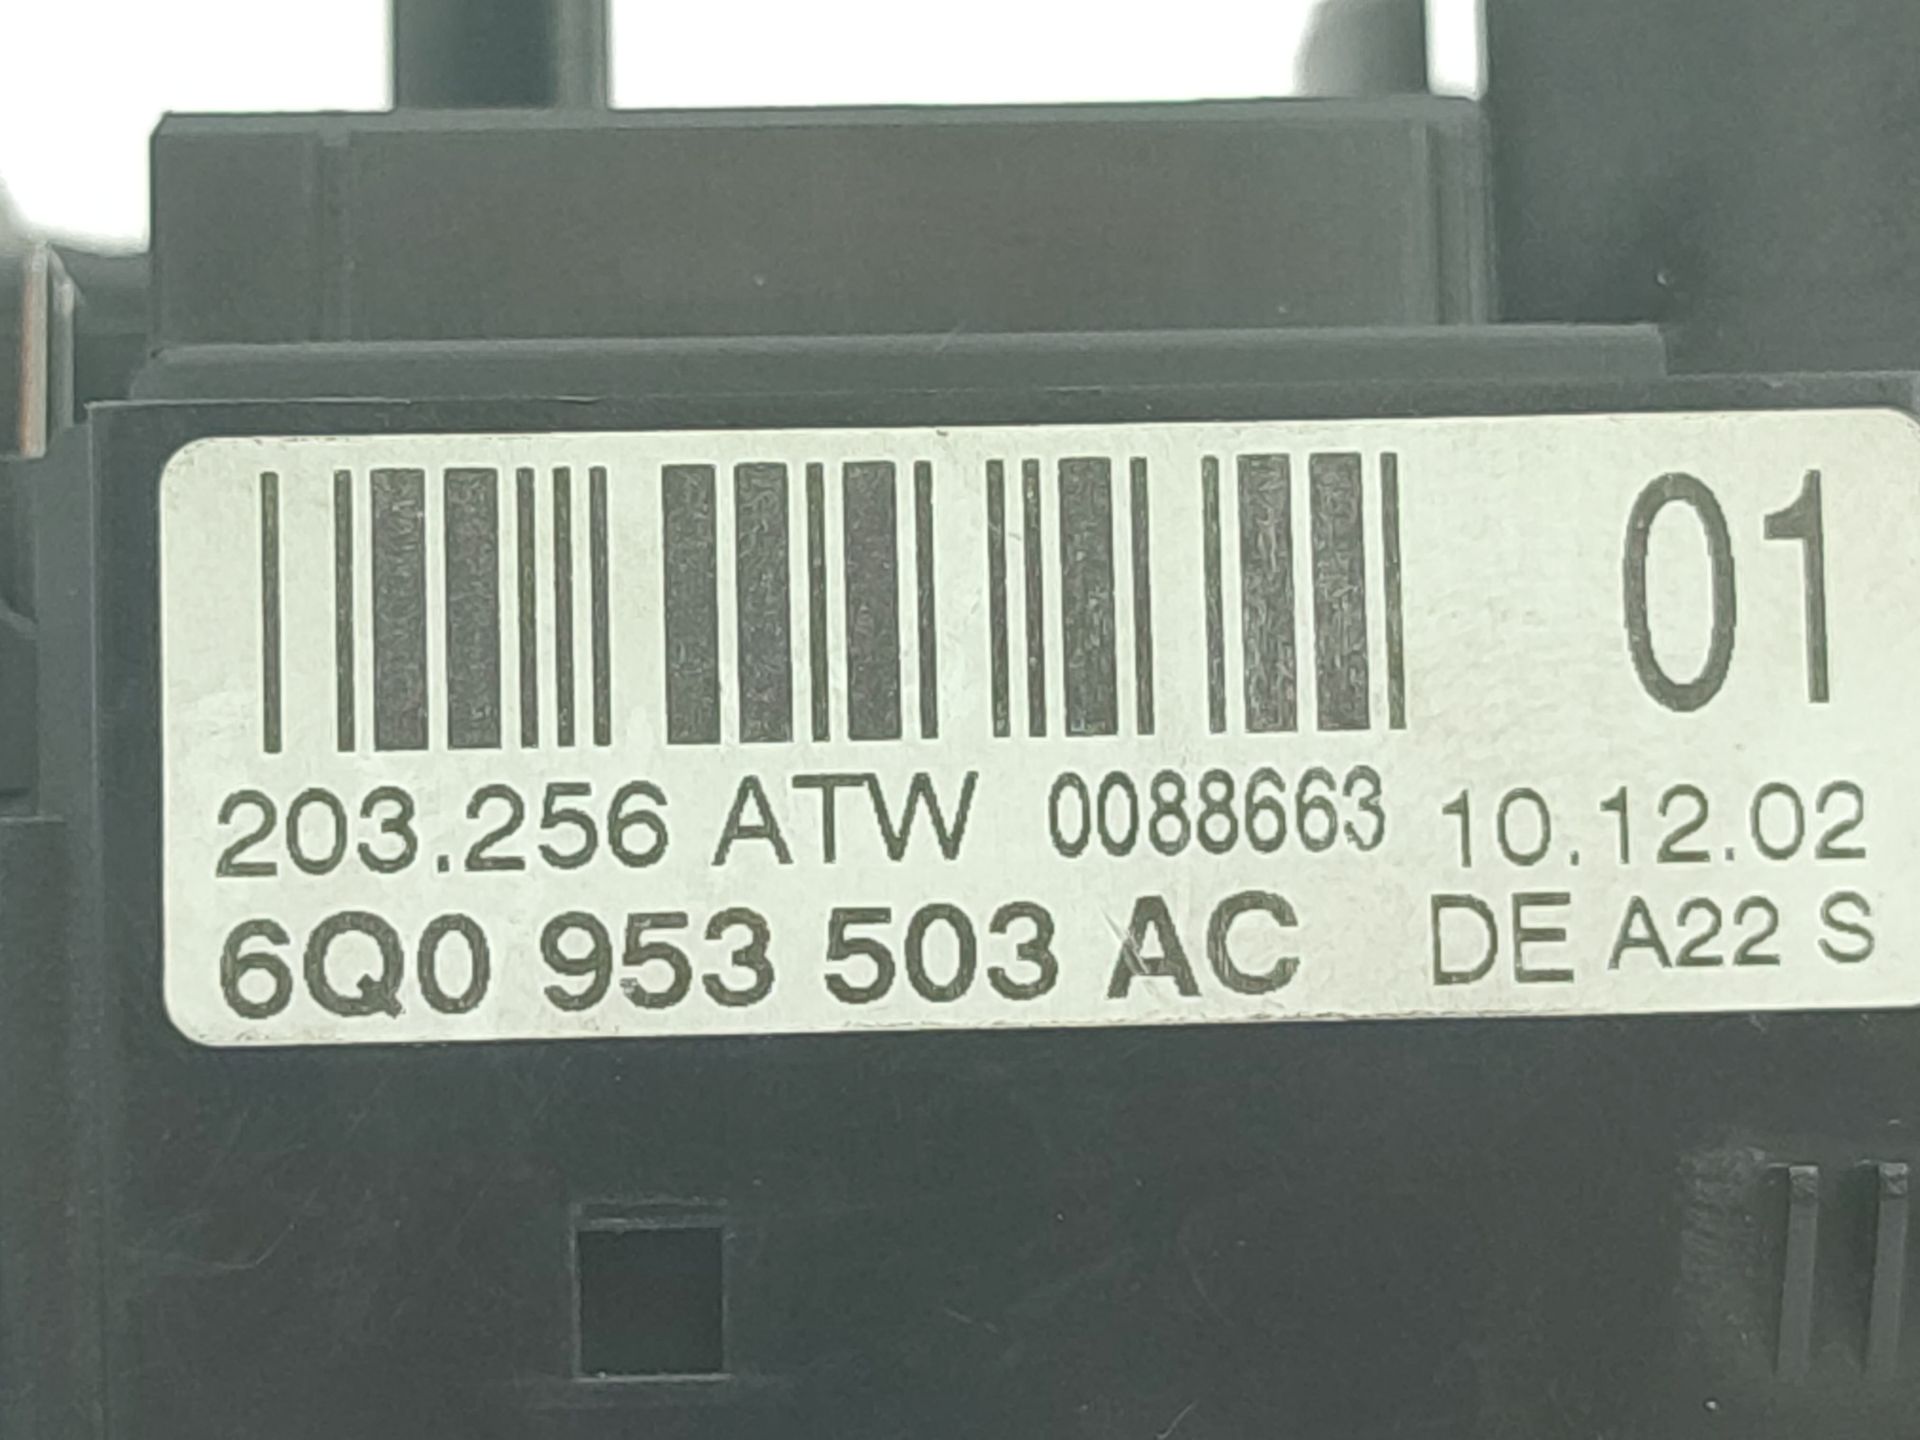 01
203.256 ATW 0088663 10.12.02
6Q0 953 503 AC DE A22 S